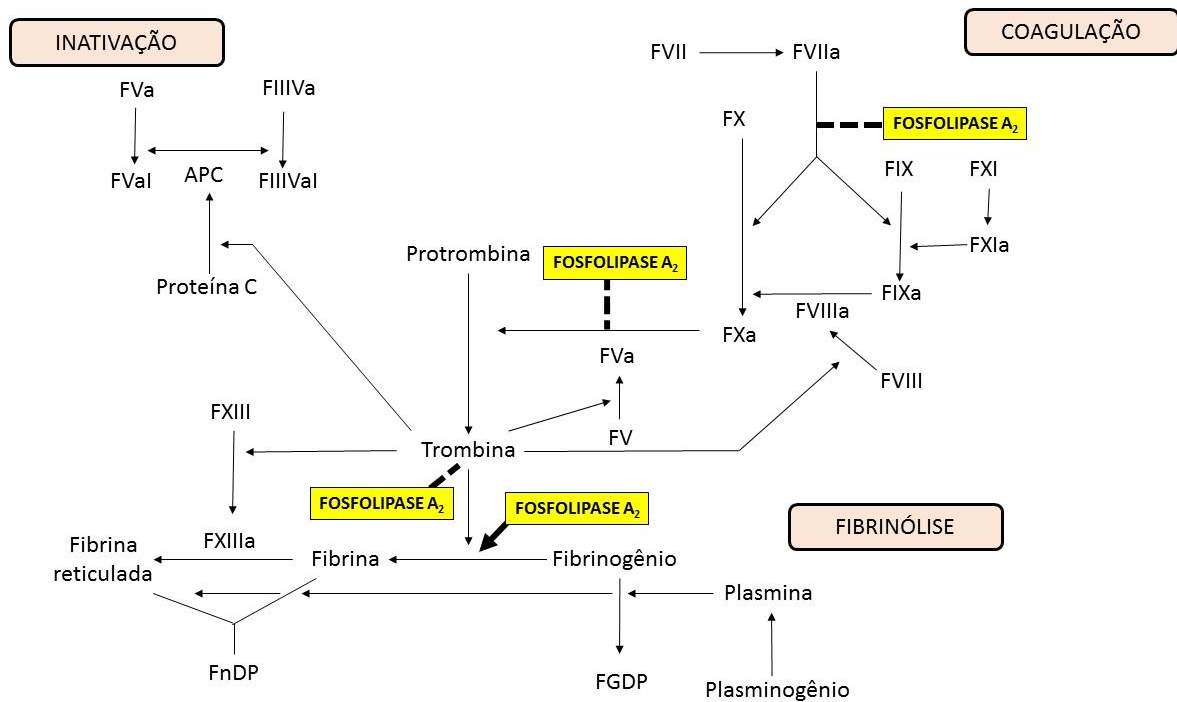 INATIVAÇÃO
COAGULAÇÃO
FVII
FVIIa
FVa
FIIIVa
FX
FOSFOLIPASE A₂
FVaI
APC
FIIIVaI
FIX
FXI
Protrombina
FOSFOLIPASE A₂
FXIa
Proteína C
FIXa
FVIIIa
FXa
FVa
FVIII
FXIII
FV
Trombina
FOSFOLIPASE A₂
FOSFOLIPASE A₂
FIBRINÓLISE
FXIIIa
Fibrina
reticulada
Fibrina
Fibrinogênio
Plasmina
FnDP
FGDP
Plasminogênio